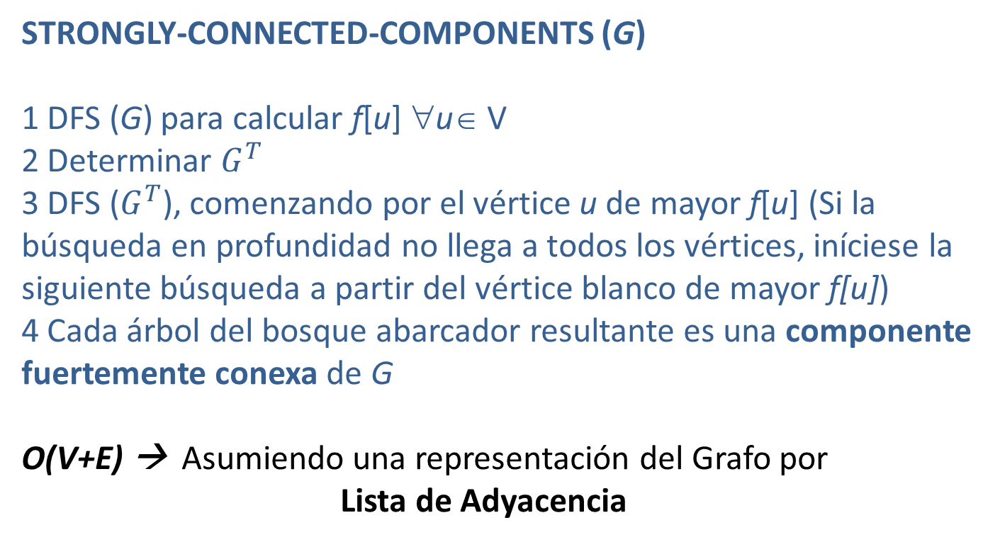 STRONGLY-CONNECTED-COMPONENTS (G)
1 DFS (G) para calcular f[u] ∀u∈ V
2 Determinar G^T
3 DFS (G^T), comenzando por el vértice u de mayor f[u] (Si la
búsqueda en profundidad no llega a todos los vértices, iníciese la
siguiente búsqueda a partir del vértice blanco de mayor f[u])
4 Cada árbol del bosque abarcador resultante es una componente
fuertemente conexa de G
O(V+E) → Asumiendo una representación del Grafo por
Lista de Adyacencia